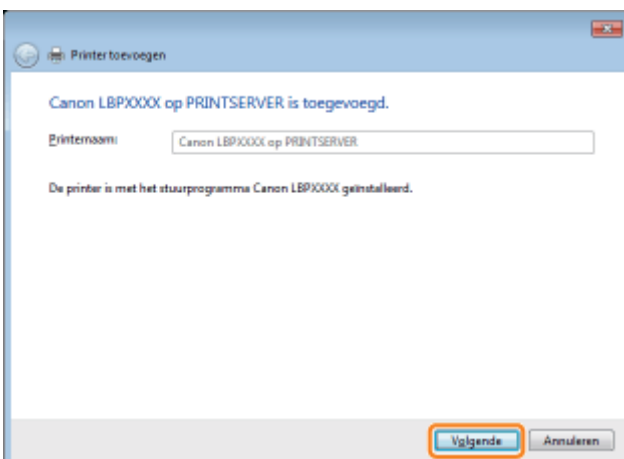 Printer toevoegen
Canon LBPXXXX op PRINTSERVER is toegevoegd.
Printernaam: Canon LBPXXXX op PRINTSERVER
De printer is met het stuurprogramma Canon LBPXXXX geïnstalleerd.
Volgende Annuleren